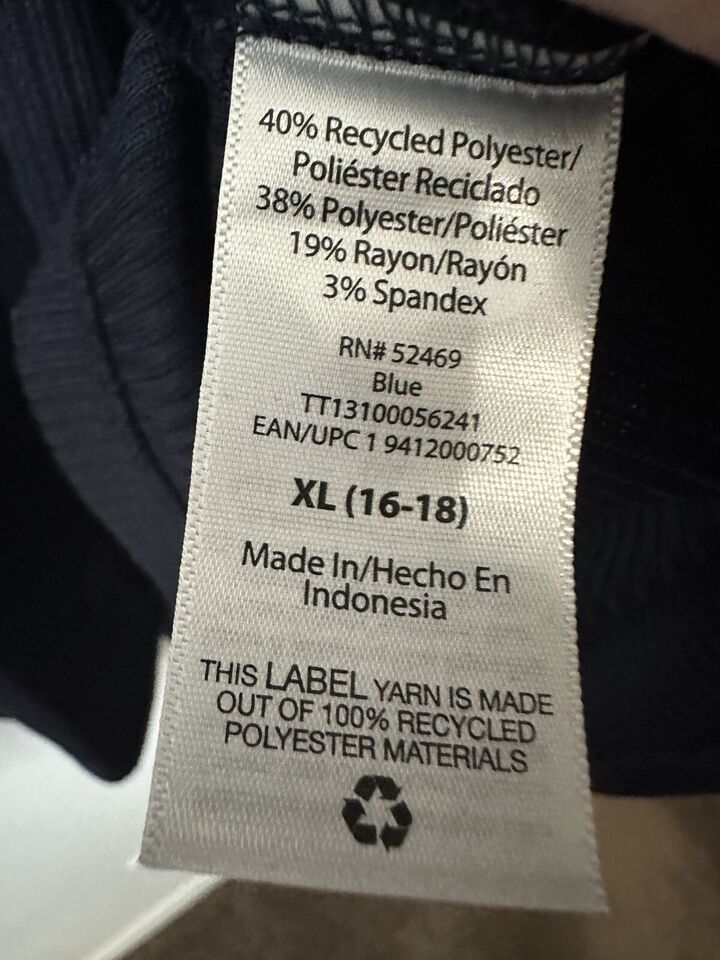 40% Recycled Polyester/
Poliéster Reciclado
38% Polyester/Poliéster
19% Rayon/Rayón
3% Spandex
RN# 52469
Blue
TT13100056241
EAN/UPC 1 9412000752
XL (16-18)
Made In/Hecho En
Indonesia
THIS LABEL YARN IS MADE
OUT OF 100% RECYCLED
POLYESTER MATERIALS